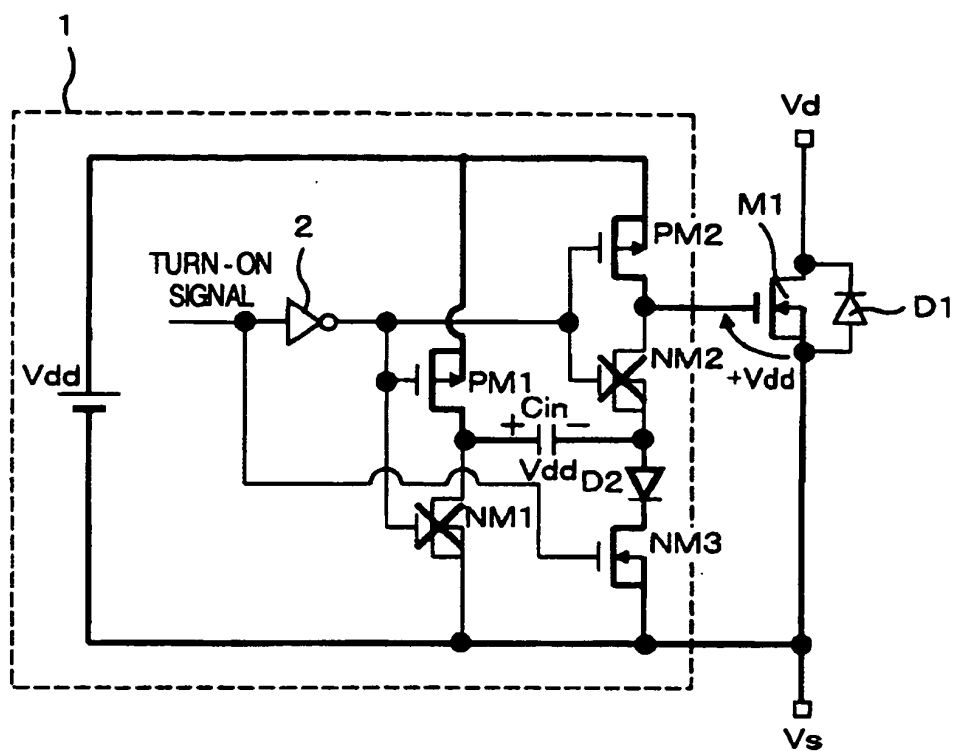 1
Vd
M1
2
PM2
TURN-ON
SIGNAL
D1
Vdd
NM2
+Vdd
PM1
+ Cin −
Vdd
D2
NM1
NM3
Vs